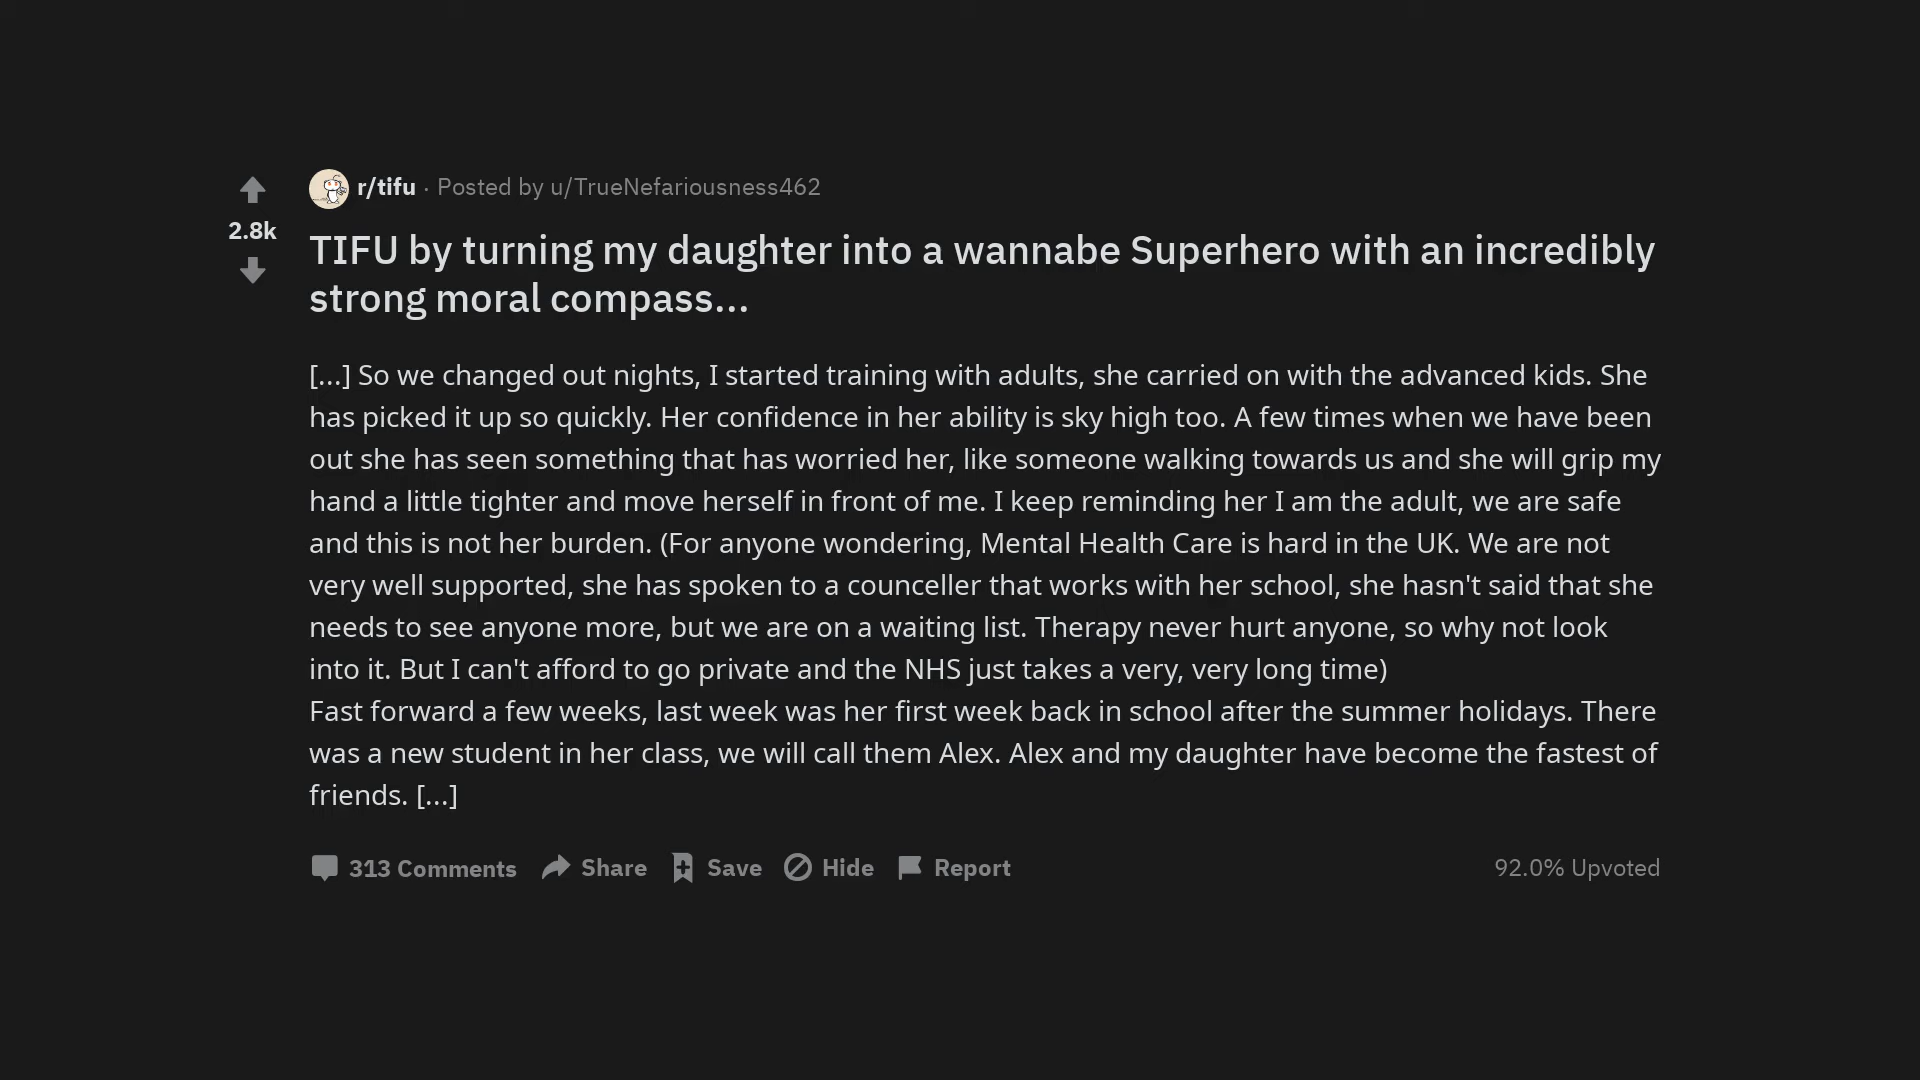 r/tifu · Posted by u/TrueNefariousness462
2.8k
TIFU by turning my daughter into a wannabe Superhero with an incredibly
strong moral compass...
[...] So we changed out nights, I started training with adults, she carried on with the advanced kids. She
has picked it up so quickly. Her confidence in her ability is sky high too. A few times when we have been
out she has seen something that has worried her, like someone walking towards us and she will grip my
hand a little tighter and move herself in front of me. I keep reminding her I am the adult, we are safe
and this is not her burden. (For anyone wondering, Mental Health Care is hard in the UK. We are not
very well supported, she has spoken to a counceller that works with her school, she hasn't said that she
needs to see anyone more, but we are on a waiting list. Therapy never hurt anyone, so why not look
into it. But I can't afford to go private and the NHS just takes a very, very long time)
Fast forward a few weeks, last week was her first week back in school after the summer holidays. There
was a new student in her class, we will call them Alex. Alex and my daughter have become the fastest of
friends. [...]
313 Comments Share Save Hide Report 92.0% Upvoted